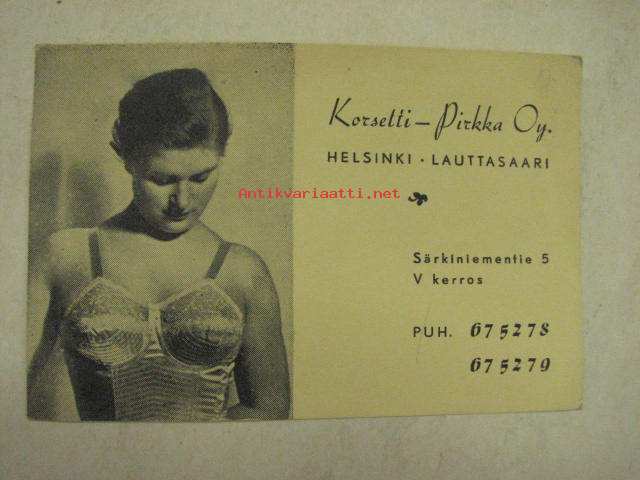 Korsetti–Pirkka Oy.
HELSINKI · LAUTTASAARI
Antikvariaatti.net
Särkiniementie 5
V kerros
PUH. 675278
675279